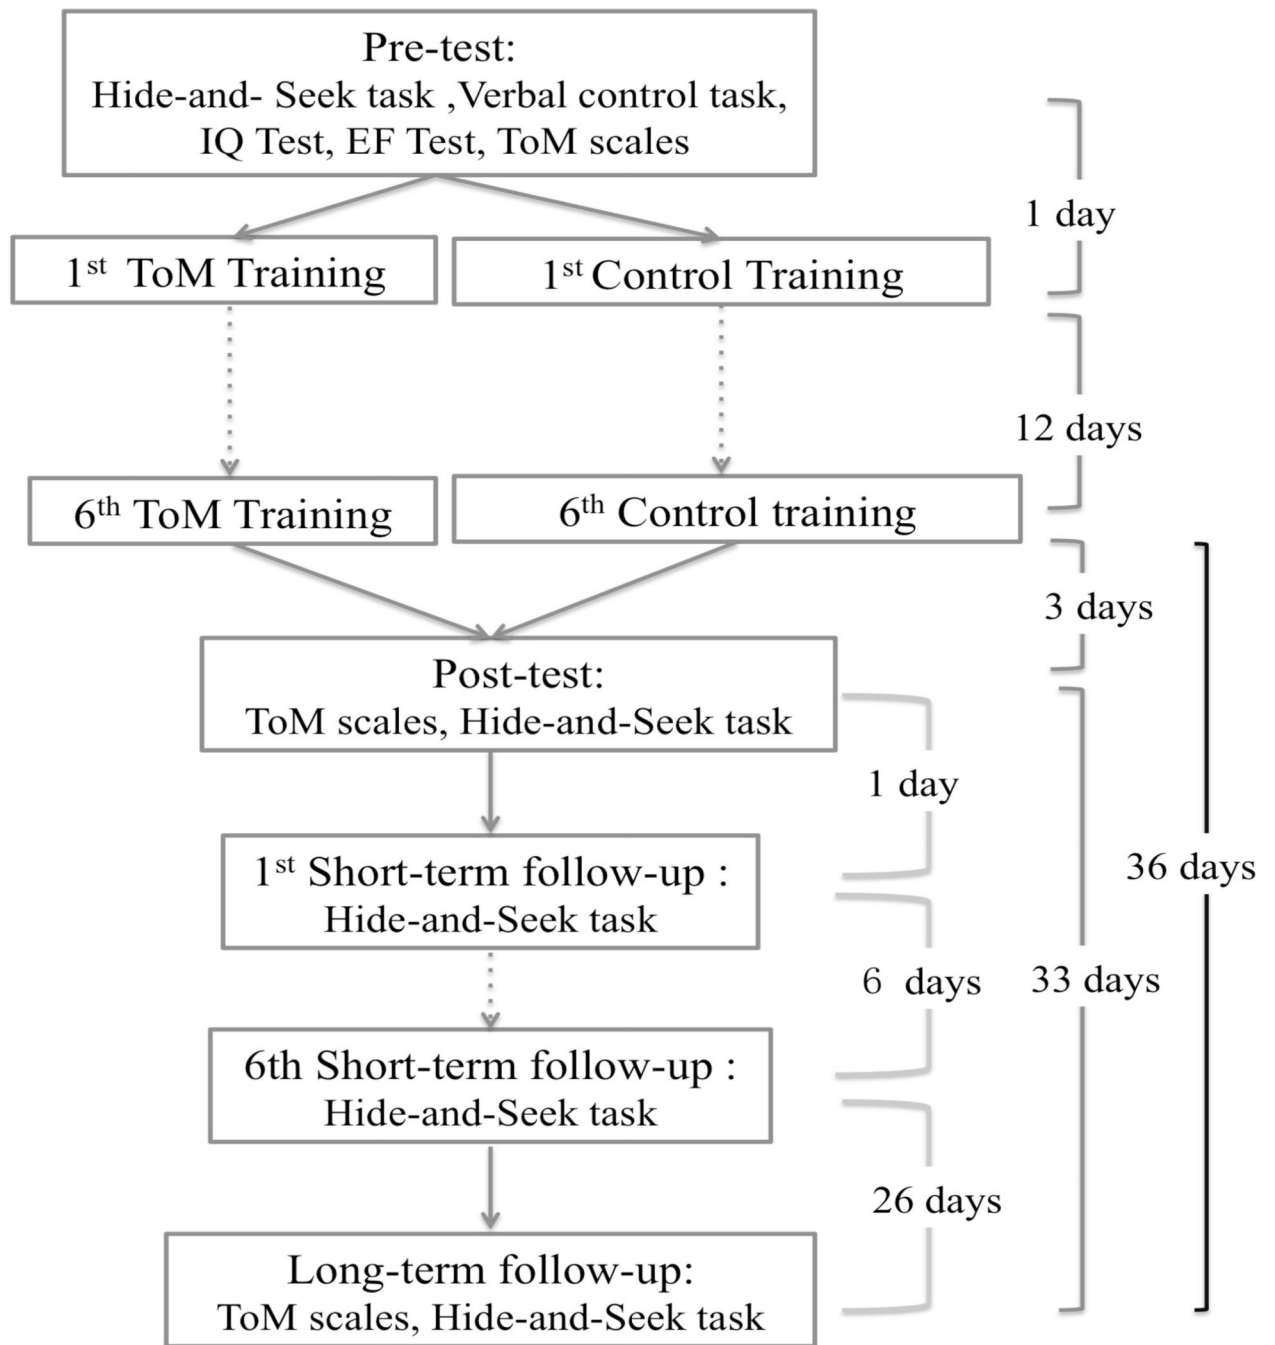 Pre-test:
Hide-and- Seek task ,Verbal control task,
IQ Test, EF Test, ToM scales
1 day
1st ToM Training
1st Control Training
12 days
6th ToM Training
6th Control training
3 days
Post-test:
ToM scales, Hide-and-Seek task
1 day
36 days
1st Short-term follow-up :
Hide-and-Seek task
6 days
33 days
6th Short-term follow-up :
Hide-and-Seek task
26 days
Long-term follow-up:
ToM scales, Hide-and-Seek task